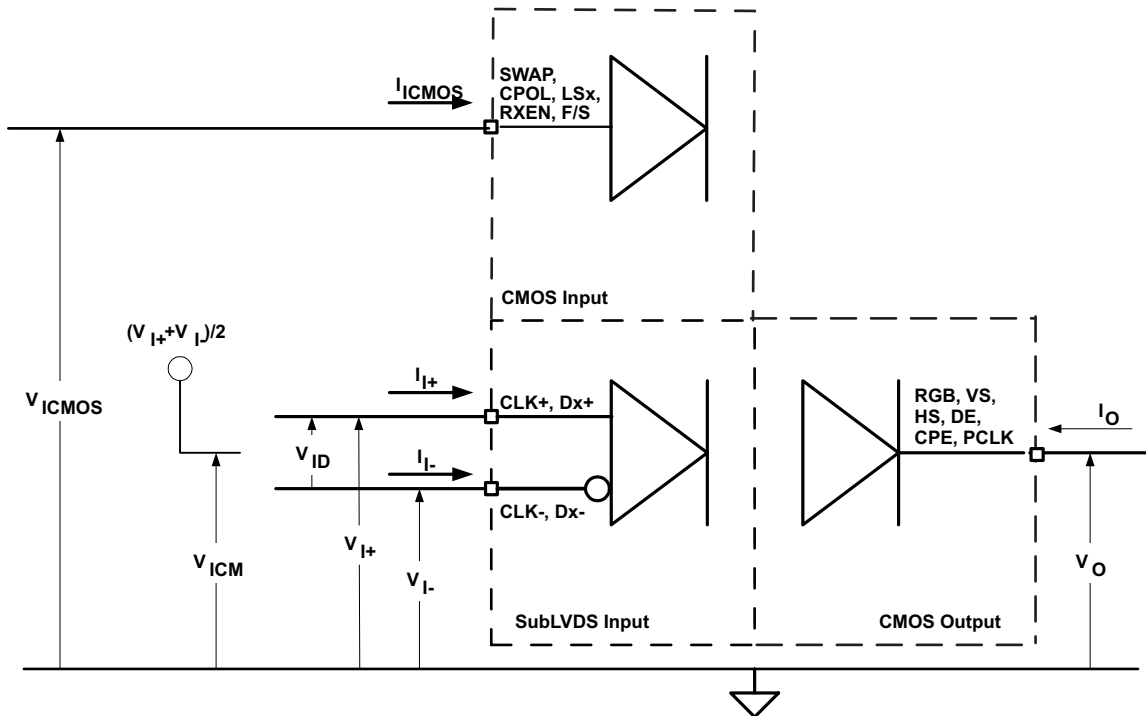 I ICMOS
SWAP,
CPOL, LSx,
RXEN, F/S
CMOS Input
(V I+ +V I-)/2
V ICMOS
I I+
CLK+, Dx+
V ID
I I-
CLK-, Dx-
V ICM
V I+
V I-
SubLVDS Input
RGB, VS,
HS, DE,
CPE, PCLK
I O
V O
CMOS Output